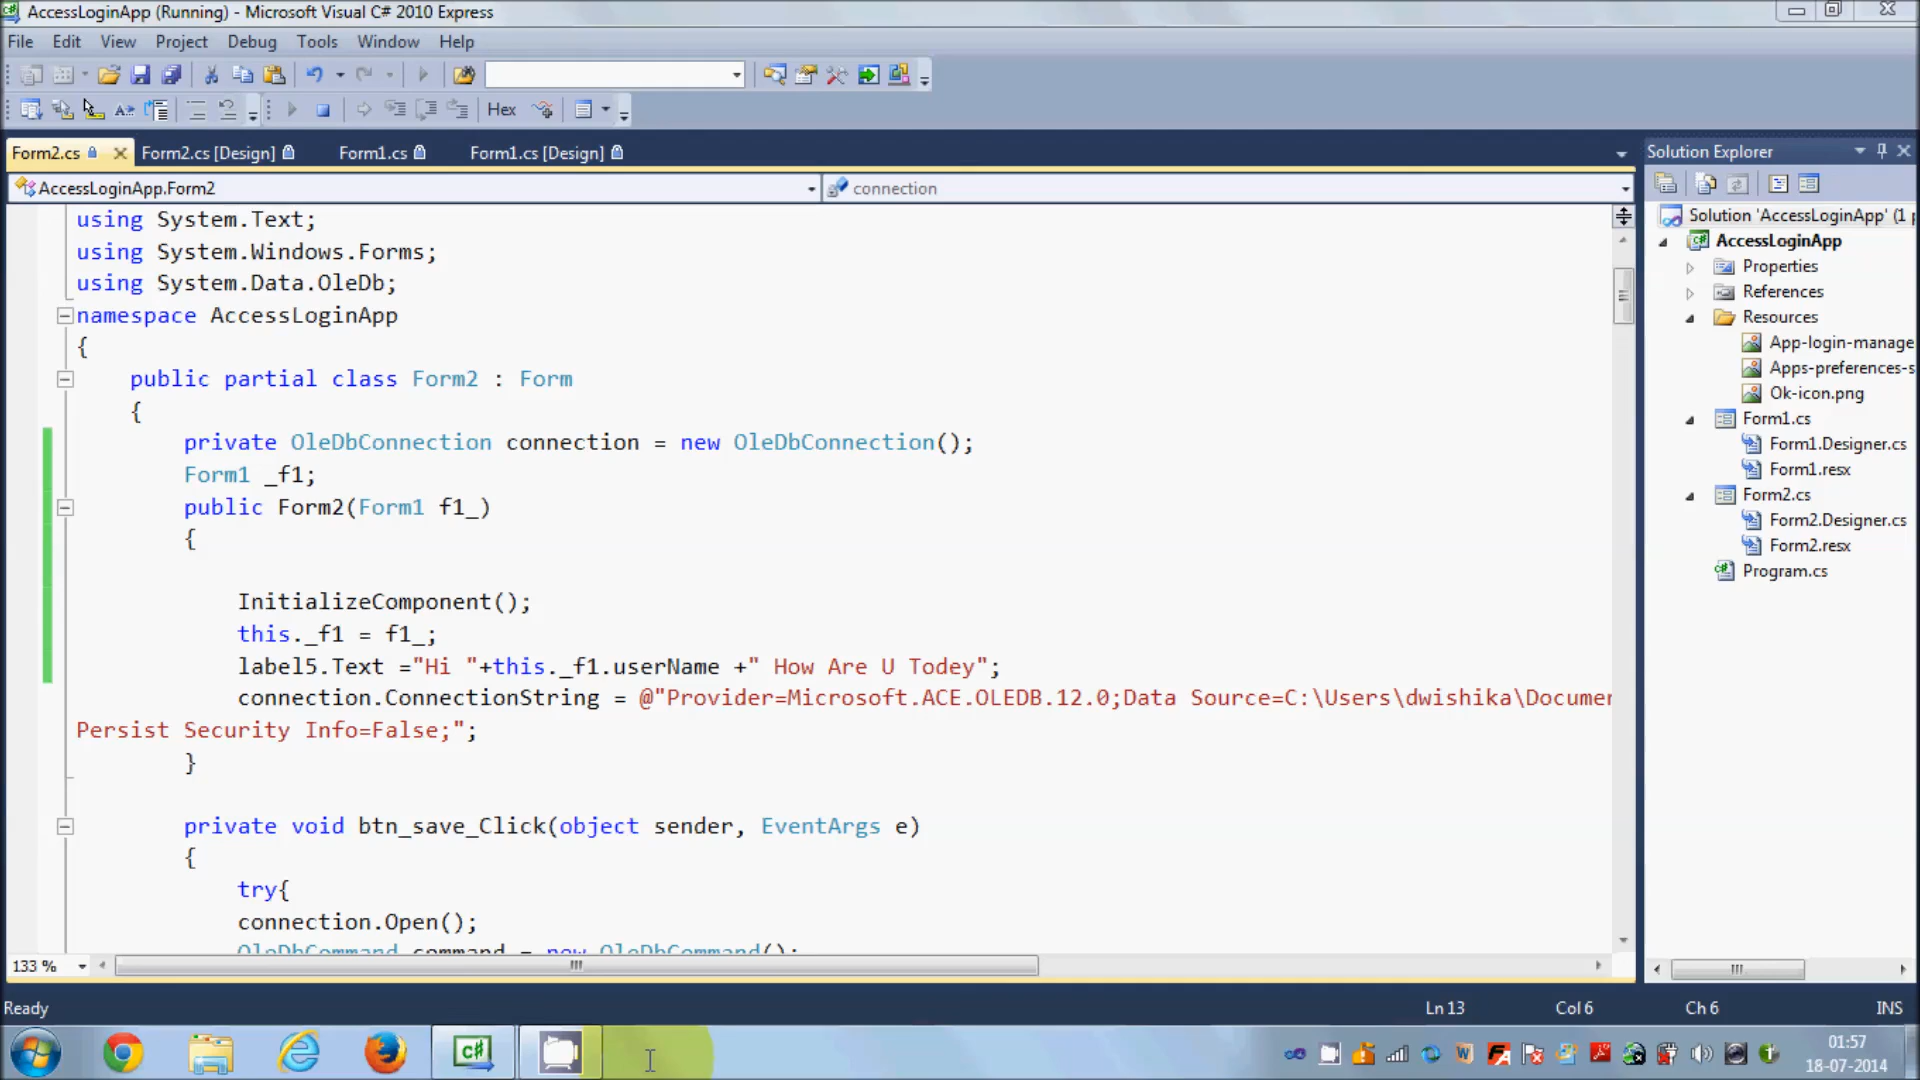 AccessLoginApp (Running) - Microsoft Visual C# 2010 Express
File Edit View Project Debug Tools Window Help
Hex
Form2.cs Form2.cs [Design] Form1.cs Form1.cs [Design]
AccessLoginApp.Form2 connection
using System.Text;
using System.Windows.Forms;
using System.Data.OleDb;
namespace AccessLoginApp
{
public partial class Form2 : Form
{
private OleDbConnection connection = new OleDbConnection();
Form1 _f1;
public Form2(Form1 f1_)
{
InitializeComponent();
this._f1 = f1_;
label5.Text ="Hi "+this._f1.userName +" How Are U Todey";
connection.ConnectionString = @"Provider=Microsoft.ACE.OLEDB.12.0;Data Source=C:\Users\dwishika\Documen
Persist Security Info=False;";
}
private void btn_save_Click(object sender, EventArgs e)
{
try{
connection.Open();
OleDbCommand command = new OleDbCommand();
133 %
Solution Explorer
Solution 'AccessLoginApp' (1 p
AccessLoginApp
Properties
References
Resources
App-login-manage
Apps-preferences-s
Ok-icon.png
Form1.cs
Form1.Designer.cs
Form1.resx
Form2.cs
Form2.Designer.cs
Form2.resx
Program.cs
Ready Ln 13 Col 6 Ch 6 INS
01:57
18-07-2014